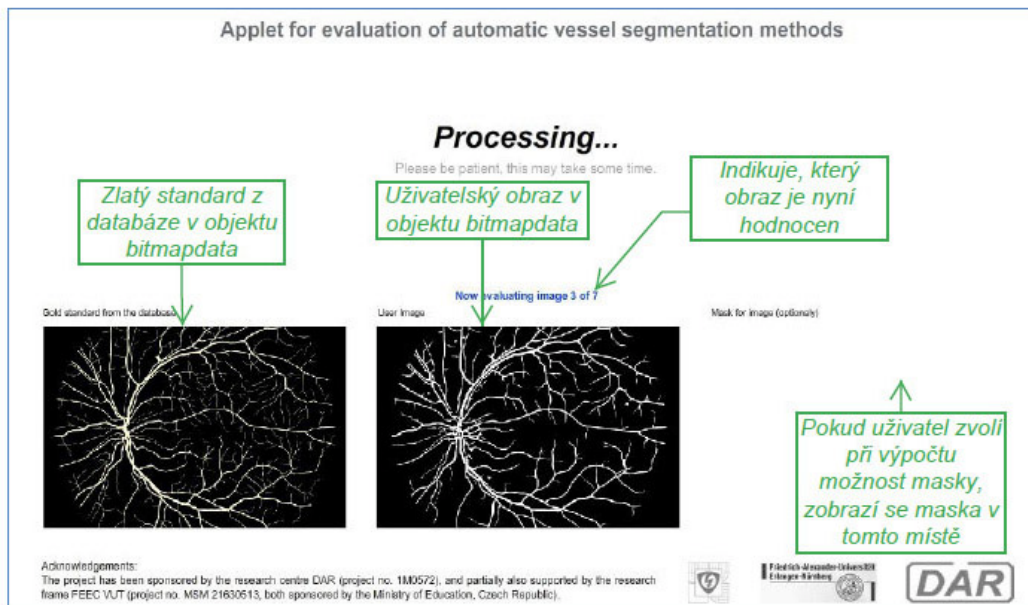 Applet for evaluation of automatic vessel segmentation methods
Processing...
Please be patient, this may take some time.
Zlatý standard z
databáze v objektu
bitmapdata
Uživatelský obraz v
objektu bitmapdata
Indikuje, který
obraz je nyní
hodnocen
Now evaluating image 3 of 7
Gold standard from the database
User Image
Mask for image (optionaly)
Pokud uživatel zvolí
při výpočtu
možnost masky,
zobrazí se maska v
tomto místě
Acknowledgements:
The project has been sponsored by the research centre DAR (project no. 1M0572), and partially also supported by the research
frame FEEC VUT (project no. MSM 21630513, both sponsored by the Ministry of Education, Czech Republic).
Friedrich-Alexander-Universität
Erlangen-Nürnberg
DAR